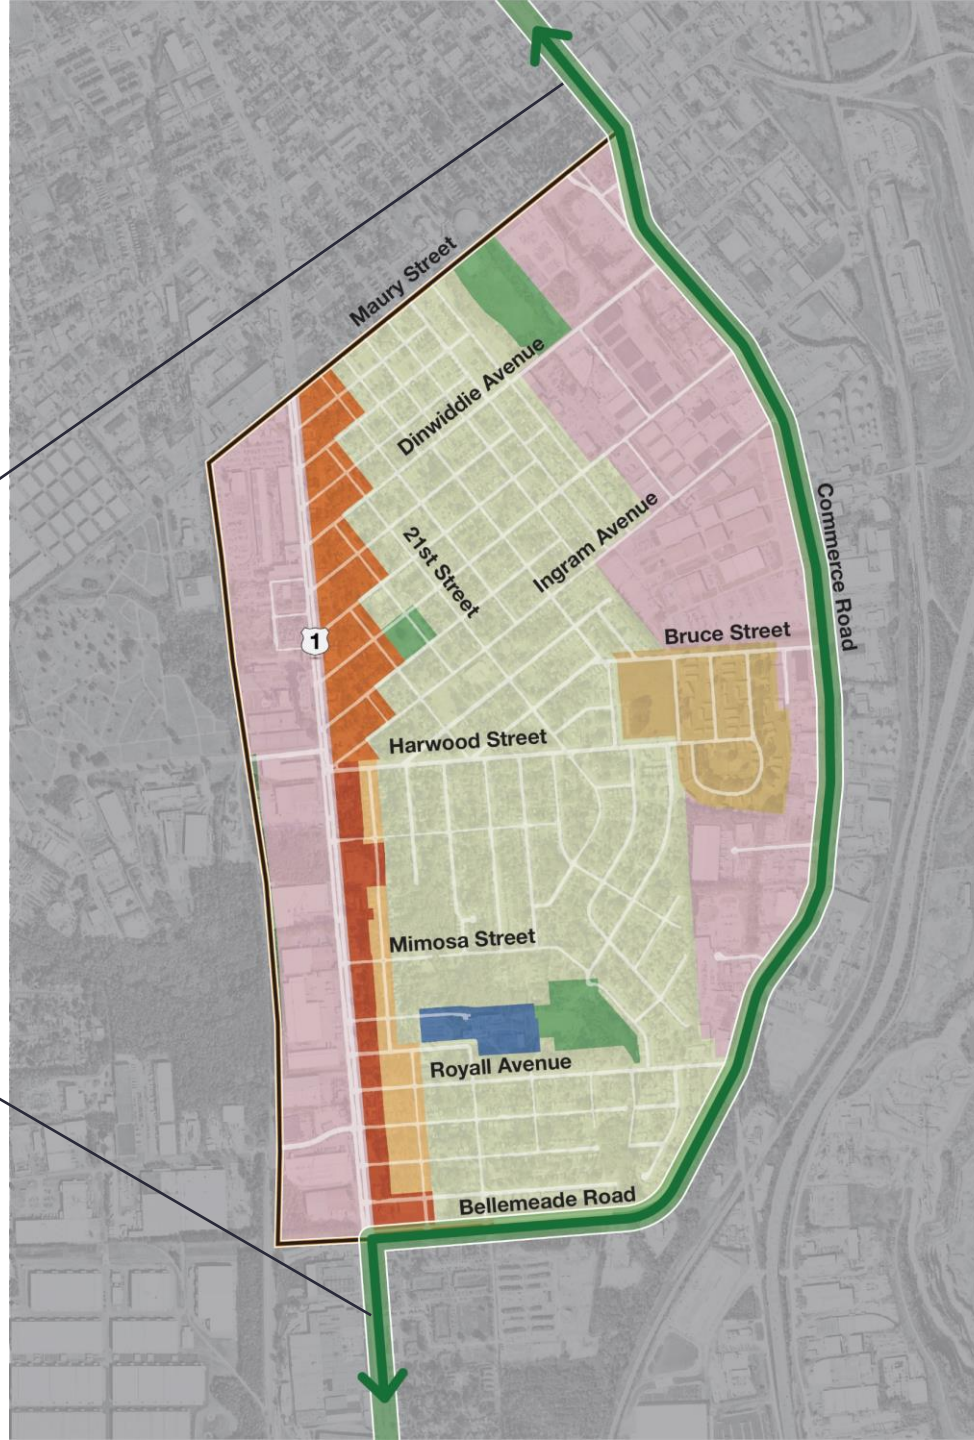 Maury Street
Dinwiddie Avenue
21st Street
Ingram Avenue
Commerce Road
Bruce Street
1
Harwood Street
Mimosa Street
Royall Avenue
Bellemeade Road